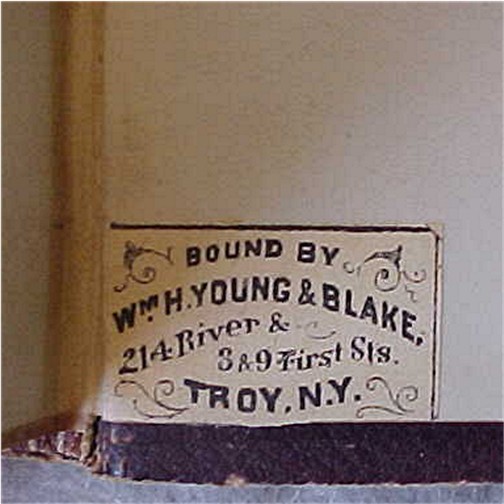 BOUND BY
Wm H. YOUNG & BLAKE,
214 River &
8 & 9 First Sts.
TROY, N.Y.